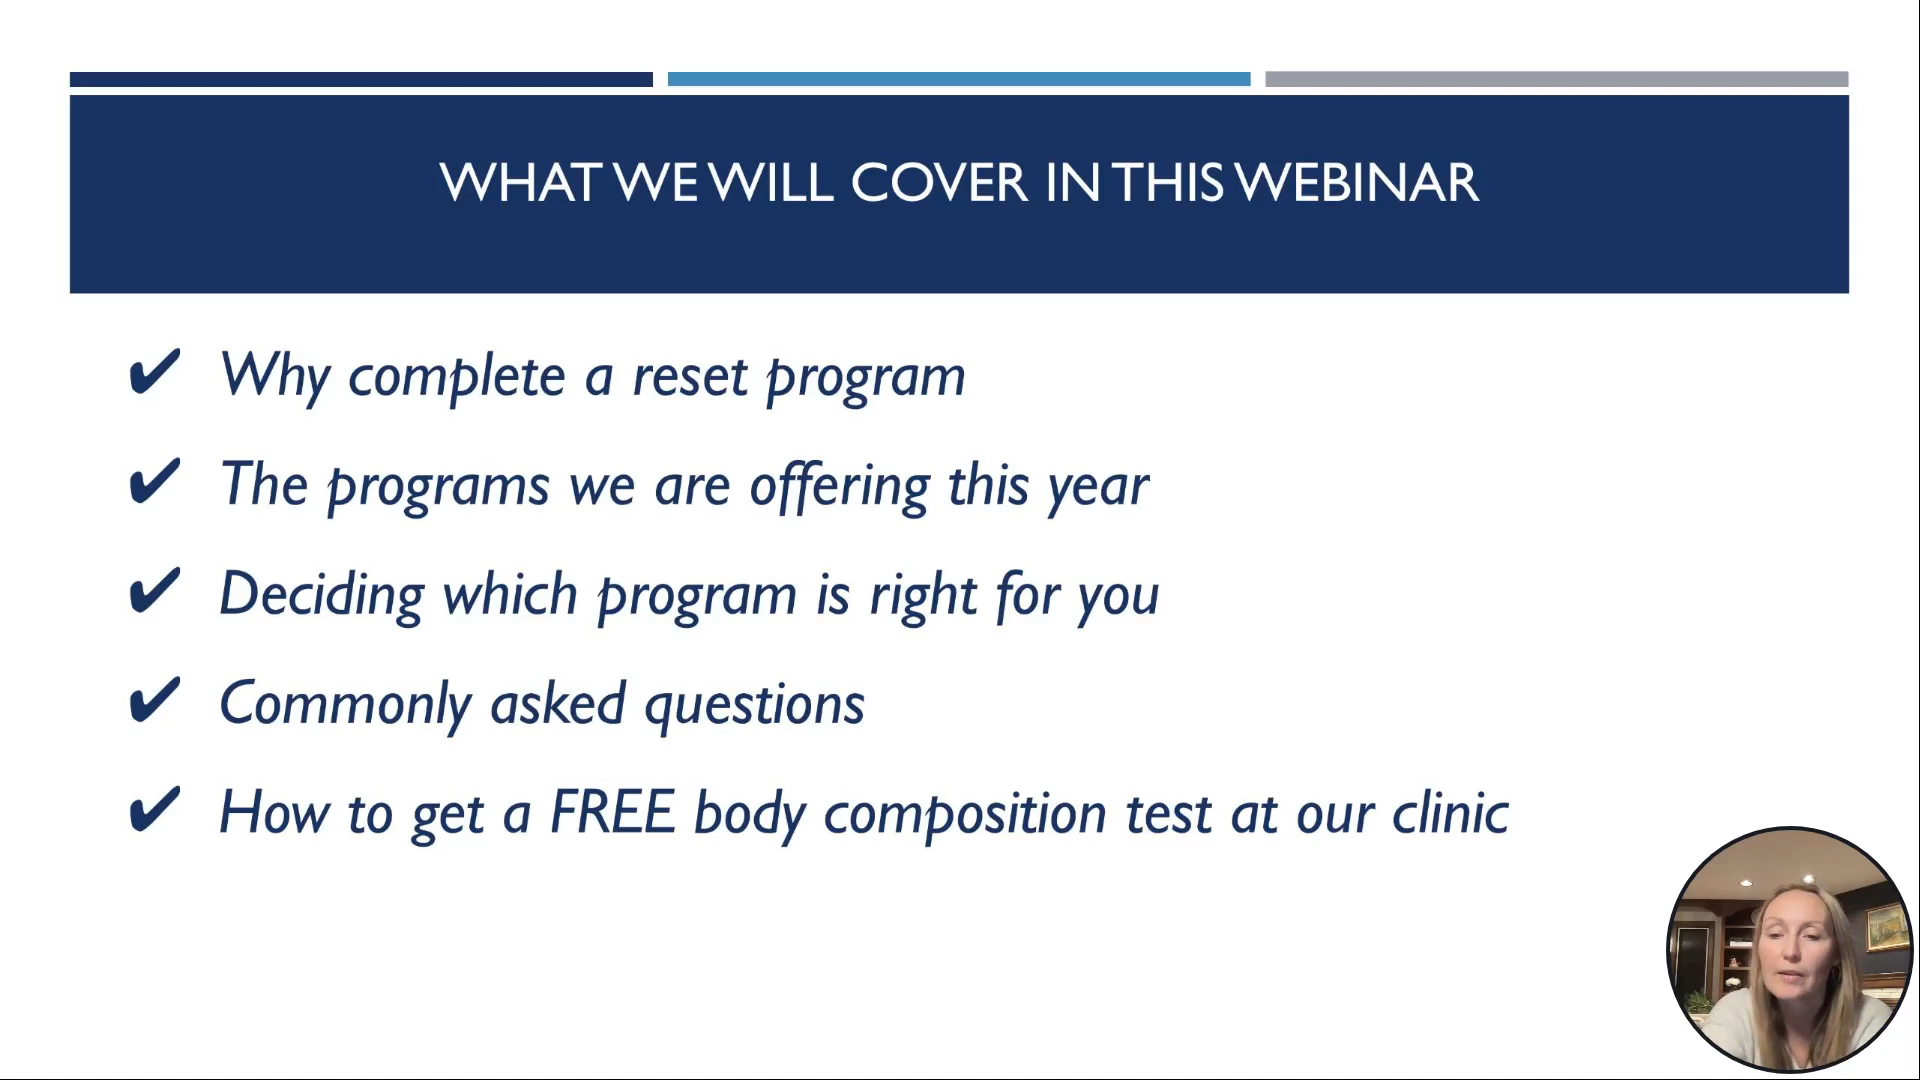 WHAT WE WILL COVER IN THIS WEBINAR
✔ Why complete a reset program
✔ The programs we are offering this year
✔ Deciding which program is right for you
✔ Commonly asked questions
✔ How to get a FREE body composition test at our clinic